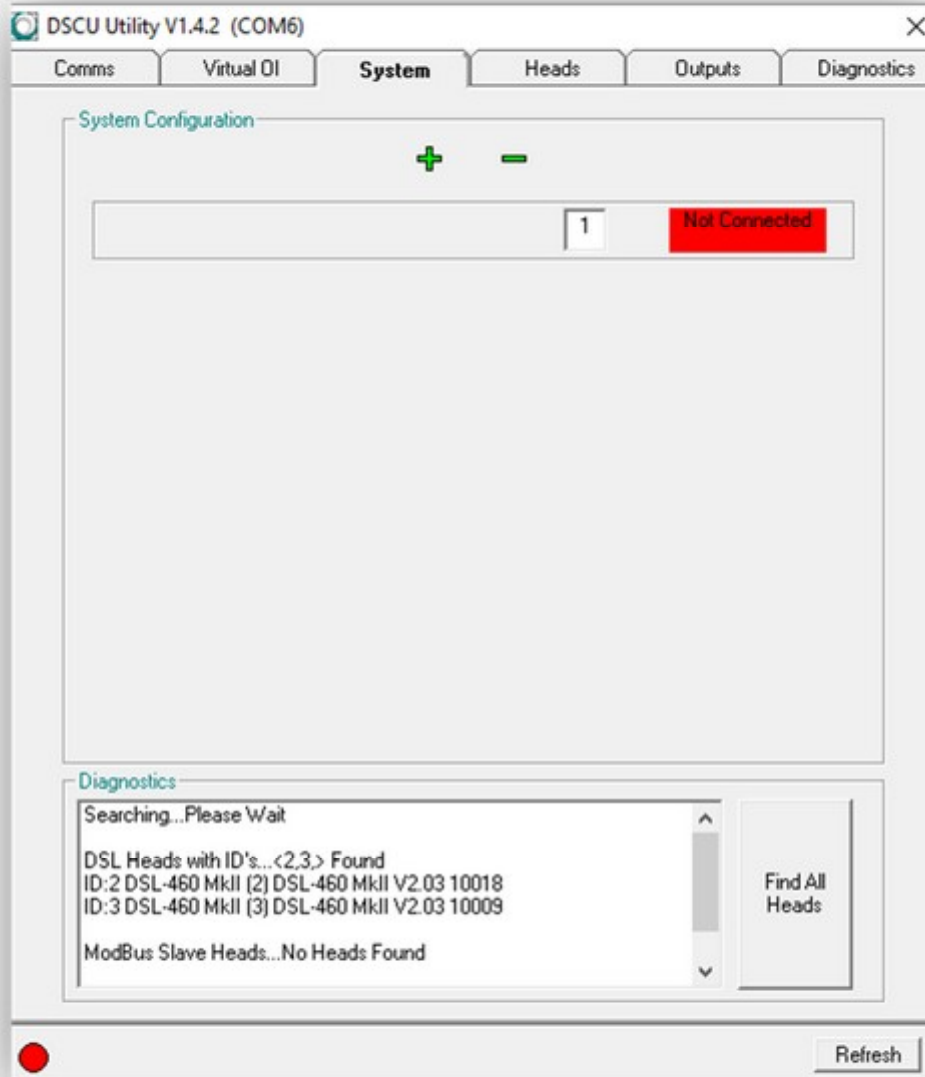 DSCU Utility V1.4.2 (COM6)
Comms Virtual OI System Heads Outputs Diagnostics
System Configuration
1 Not Connected
Diagnostics
Searching...Please Wait
DSL Heads with ID's...<2,3,> Found
ID:2 DSL-460 MkII (2) DSL-460 MkII V2.03 10018
ID:3 DSL-460 MkII (3) DSL-460 MkII V2.03 10009
ModBus Slave Heads...No Heads Found
Find All
Heads
Refresh